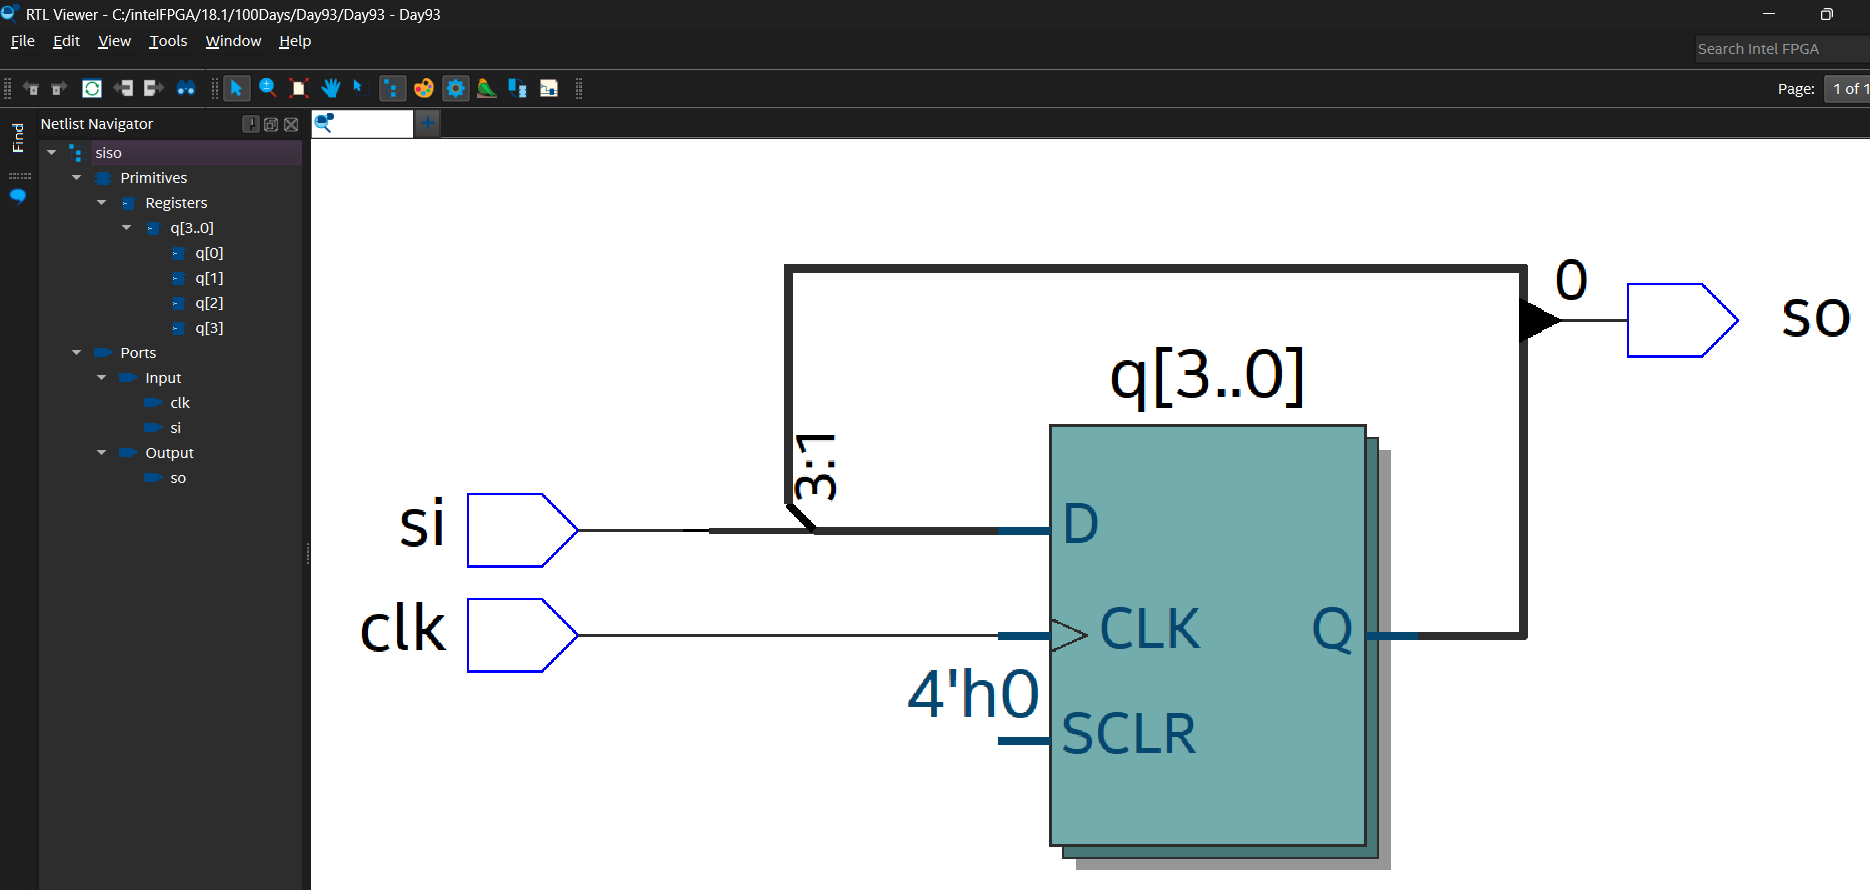 RTL Viewer - C:/intelFPGA/18.1/100Days/Day93/Day93 - Day93
File Edit View Tools Window Help
Search Intel FPGA
Page: 1 of 1
Find
Netlist Navigator
siso
Primitives
Registers
q[3..0]
q[0]
q[1]
q[2]
q[3]
Ports
Input
clk
si
Output
so
0
so
q[3..0]
3:1
si
D
clk
CLK
Q
4'h0
SCLR